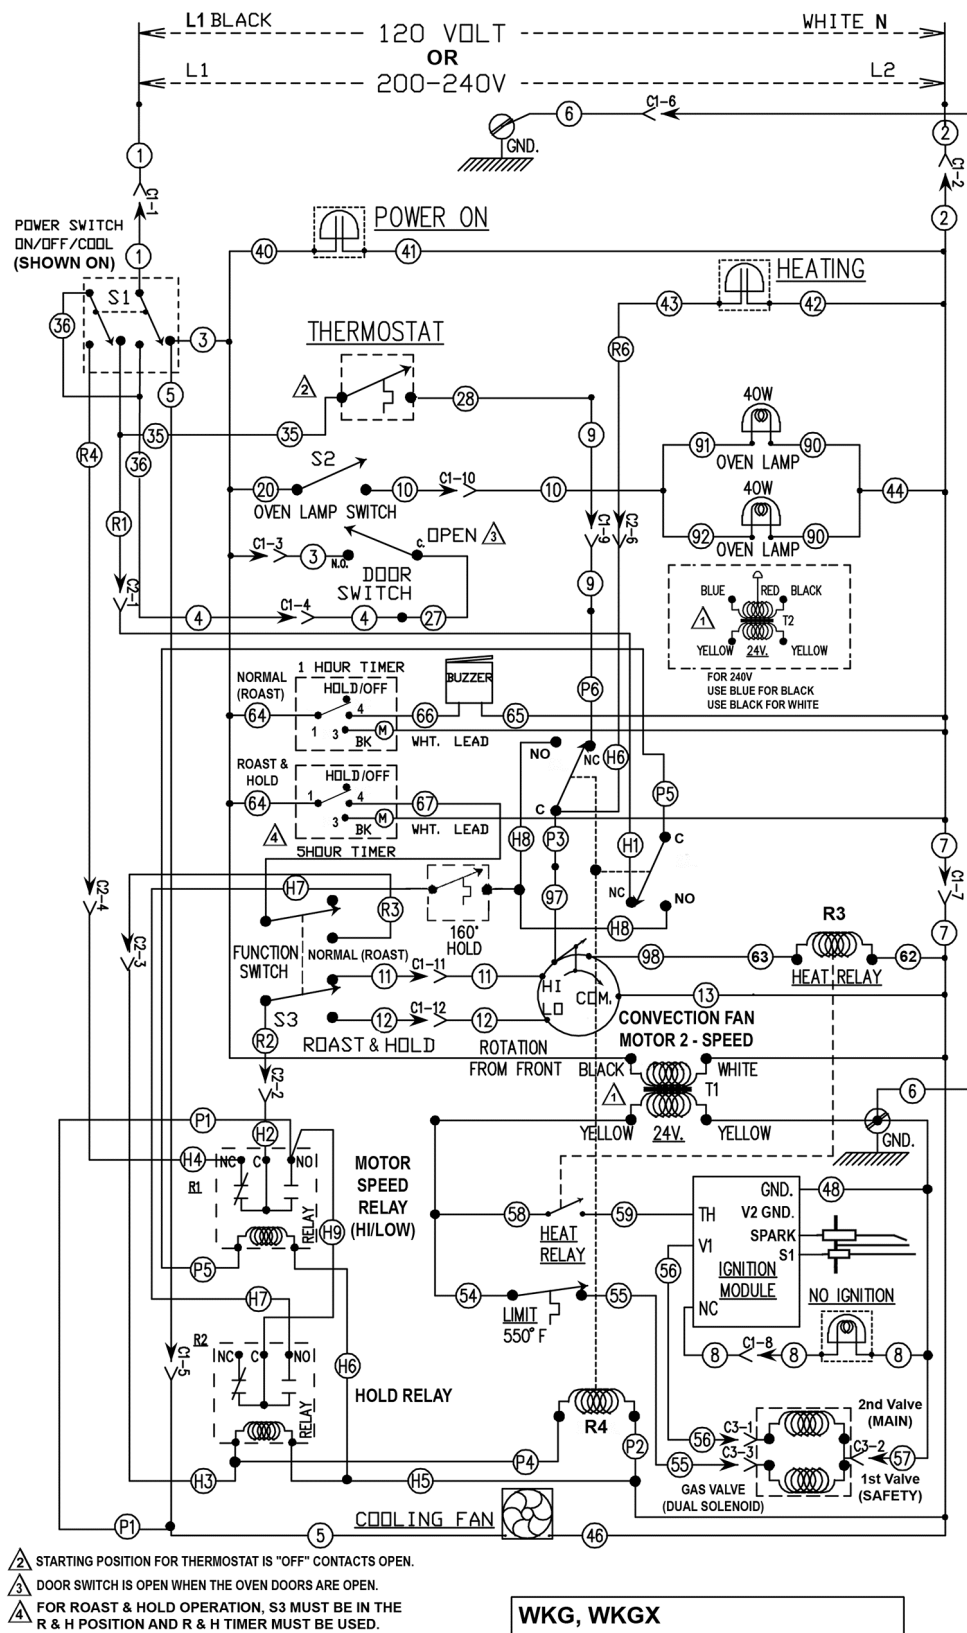 L1 BLACK
WHITE N
120 VOLT
OR
L1
L2
200-240V
6
C1-6
GND.
1
2
C1-1
C1-2
2
POWER SWITCH
ON/OFF/COOL
(SHOWN ON)
1
POWER ON
40
41
HEATING
S1
43
42
36
3
THERMOSTAT
R6
5
2
28
40W
35
35
9
91
90
R4
36
OVEN LAMP
S2
C1-10
40W
20
10
10
44
OVEN LAMP SWITCH
R1
C1-9
C2-6
92
90
OPEN
3
C.
OVEN LAMP
C1-3
3
N.O.
DOOR
SWITCH
C2-1
9
BLUE
RED
BLACK
C1-4
4
4
27
1
T2
YELLOW
24V.
YELLOW
1 HOUR TIMER
NORMAL
(ROAST)
HOLD/OFF
BUZZER
FOR 240V
USE BLUE FOR BLACK
USE BLACK FOR WHITE
P6
64
4
66
65
1
3
BK
M
WHT. LEAD
NO
NC
H6
ROAST &
HOLD
HOLD/OFF
P5
64
1
4
67
C
3
BK
M
WHT. LEAD
4
H8
P3
H1
C
7
5HOUR TIMER
C2-4
H7
R3
97
NC
NO
C1-7
160°
HOLD
H8
R3
7
C2-3
FUNCTION
SWITCH
NORMAL (ROAST)
98
63
62
11
C1-11
11
HI
HEAT RELAY
COM.
13
LO
S3
12
C1-12
12
CONVECTION FAN
MOTOR 2 - SPEED
R2
ROAST & HOLD
ROTATION
FROM FRONT
BLACK
WHITE
C2-2
T1
6
1
P1
H2
YELLOW
24V.
YELLOW
GND.
H4
NC
C
NO
MOTOR
SPEED
RELAY
(HI/LOW)
R1
RELAY
GND.
48
V2 GND.
58
59
TH
H9
HEAT
RELAY
SPARK
V1
S1
P5
56
IGNITION
MODULE
H7
54
55
NO IGNITION
LIMIT
550° F
NC
R2
C1-5
NC
C
NO
C1-8
8
8
8
H6
HOLD RELAY
RELAY
2nd Valve
(MAIN)
R4
56
C3-1
P2
C3-3
C3-2
57
P4
55
H3
H5
1st Valve
(SAFETY)
GAS VALVE
(DUAL SOLENOID)
COOLING FAN
P1
5
46
2 STARTING POSITION FOR THERMOSTAT IS "OFF" CONTACTS OPEN.
3 DOOR SWITCH IS OPEN WHEN THE OVEN DOORS ARE OPEN.
4 FOR ROAST & HOLD OPERATION, S3 MUST BE IN THE
R & H POSITION AND R & H TIMER MUST BE USED.
WKG, WKGX